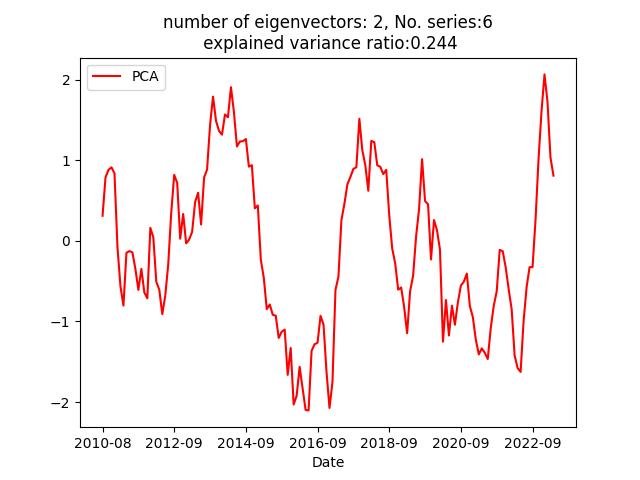 number of eigenvectors: 2, No. series:6
explained variance ratio:0.244
PCA
2
1
0
−1
−2
2010-08 2012-09 2014-09 2016-09 2018-09 2020-09 2022-09
Date